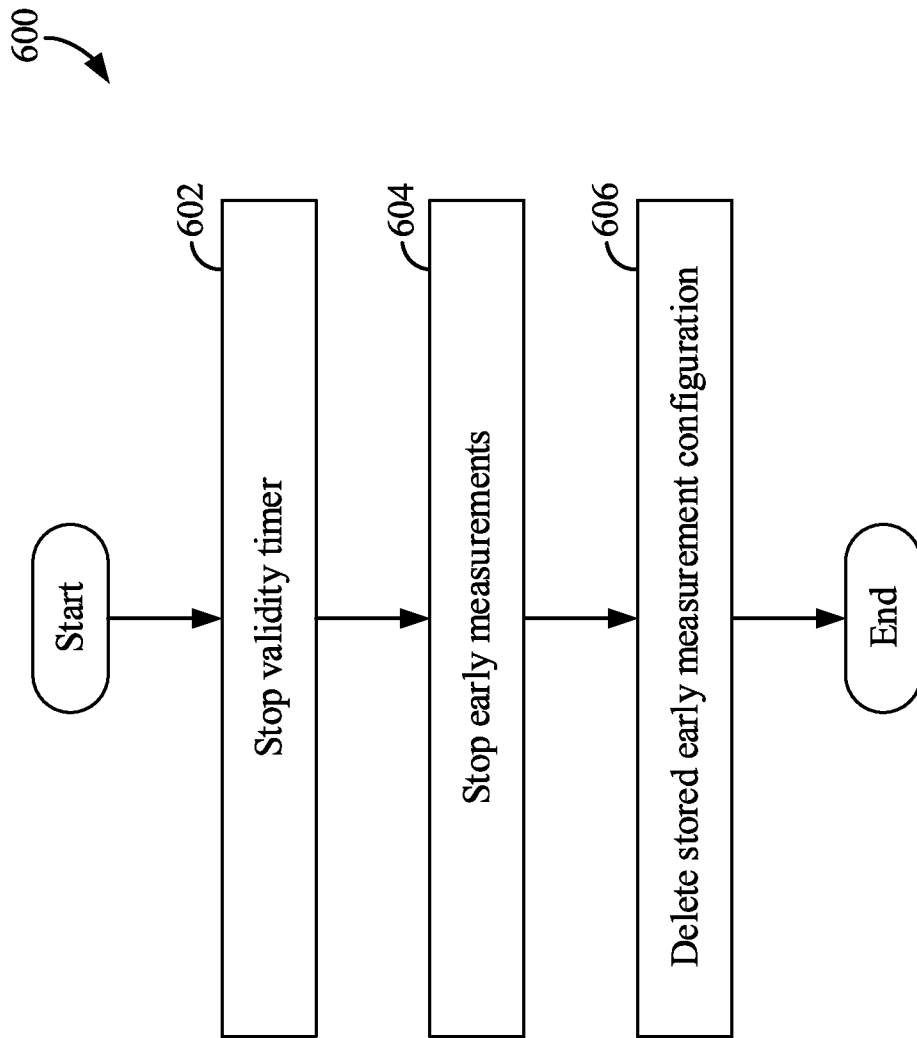 600
Start
602
Stop validity timer
604
Stop early measurements
606
Delete stored early measurement configuration
End